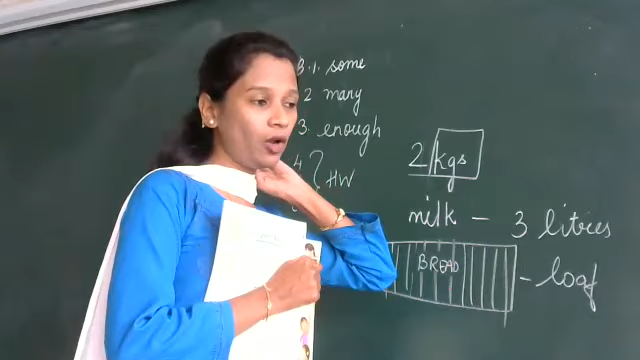 3. 1. some
2 many
3. enough
4 } HW
2 kgs
milk – 3 litres
BREAD – loaf